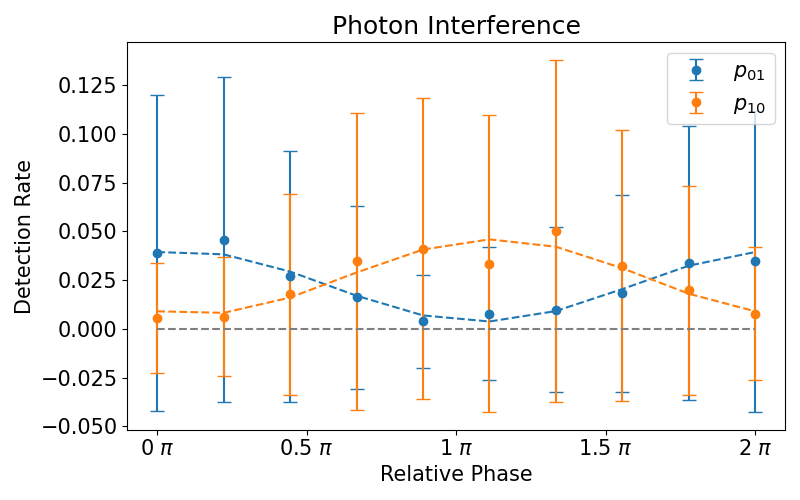 Photon Interference
p01
p10
Detection Rate
0.125
0.100
0.075
0.050
0.025
0.000
−0.025
−0.050
0 π
0.5 π
1 π
1.5 π
2 π
Relative Phase